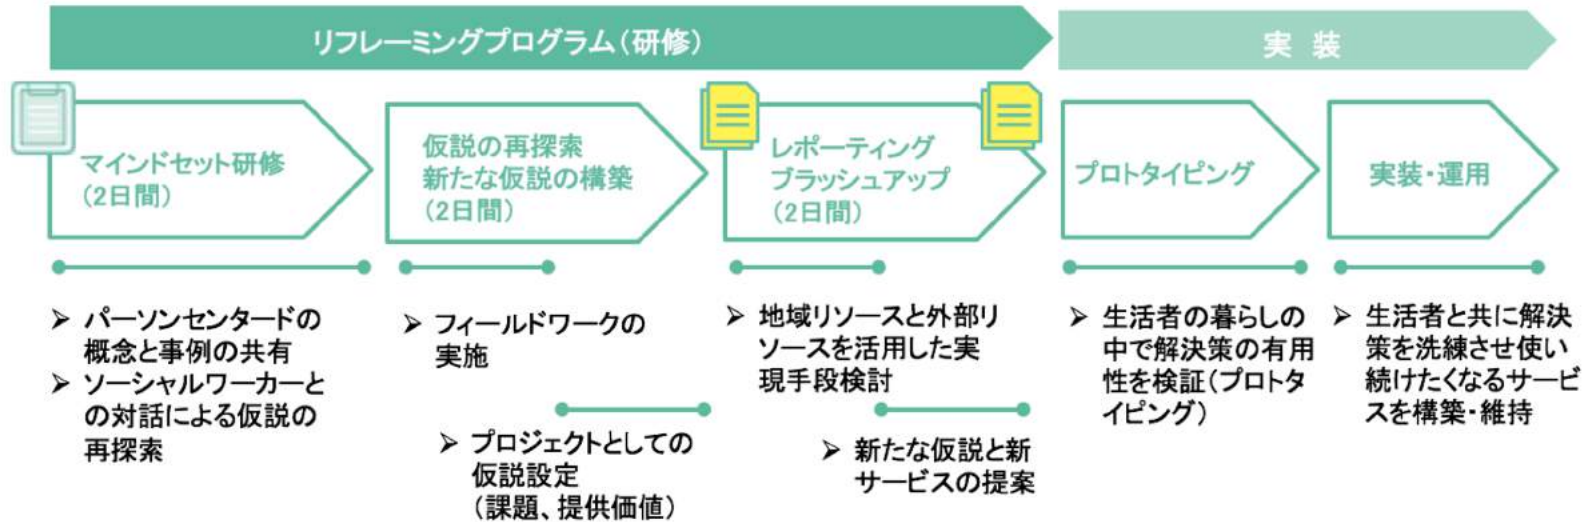 リフレーミングプログラム(研修)
実 装
マインドセット研修
(2日間)
仮説の再探索
新たな仮説の構築
(2日間)
レポーティング
ブラッシュアップ
(2日間)
プロトタイピング
実装・運用
➢ パーソンセンタードの
概念と事例の共有
➢ ソーシャルワーカーと
の対話による仮説の
再探索
➢ フィールドワークの
実施
➢ プロジェクトとしての
仮説設定
(課題、提供価値)
➢ 地域リソースと外部リ
ソースを活用した実
現手段検討
➢ 新たな仮説と新
サービスの提案
➢ 生活者の暮らしの
中で解決策の有用
性を検証(プロトタ
イピング)
➢ 生活者と共に解決
策を洗練させ使い
続けたくなるサービ
スを構築・維持